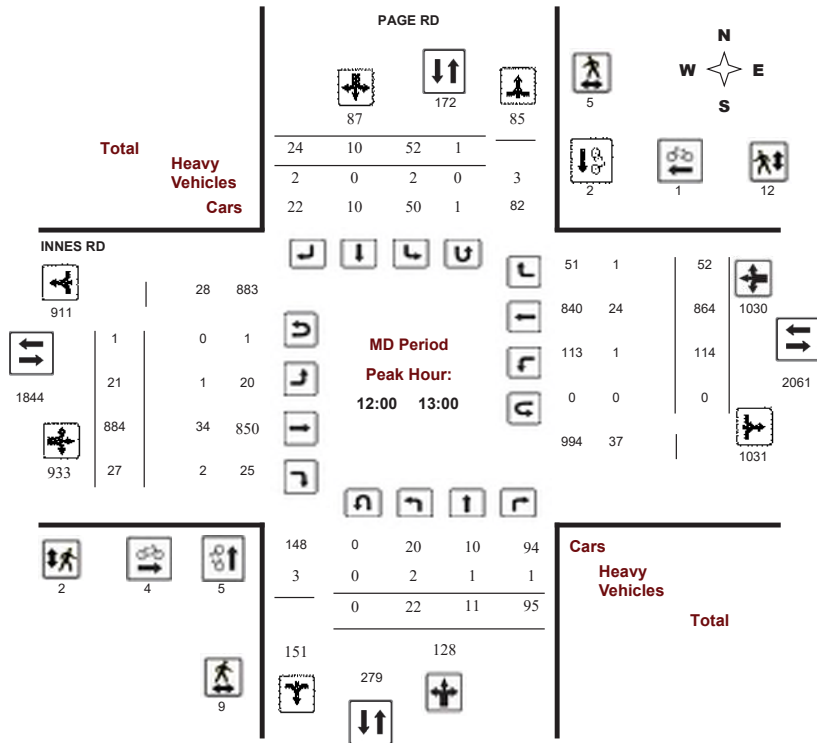 PAGE RD
N
W E
S
172
5
87 85
Total 24 10 52 1
Heavy
Vehicles 2 0 2 0 3
Cars 22 10 50 1 82
2 1 12
INNES RD
51 1 52
28 883
911 1030
840 24 864
1 0 1
MD Period
113 1 114
Peak Hour:
1844 21 1 20 2061
12:00 13:00
0 0 0
884 34 850
994 37
933 27 2 25 1031
148 0 20 10 94 Cars
3 0 2 1 1 Heavy
Vehicles
2 4 5
0 22 11 95
Total
151 128
279
9